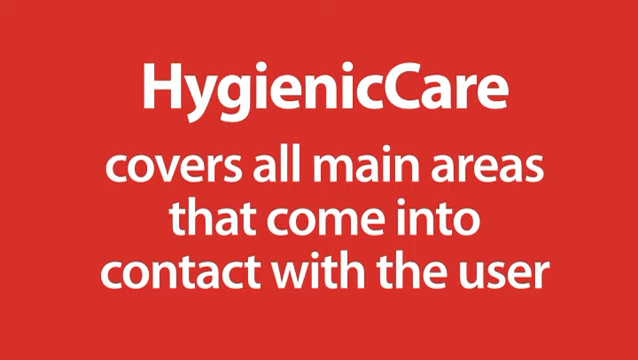 HygienicCare
covers all main areas
that come into
contact with the user